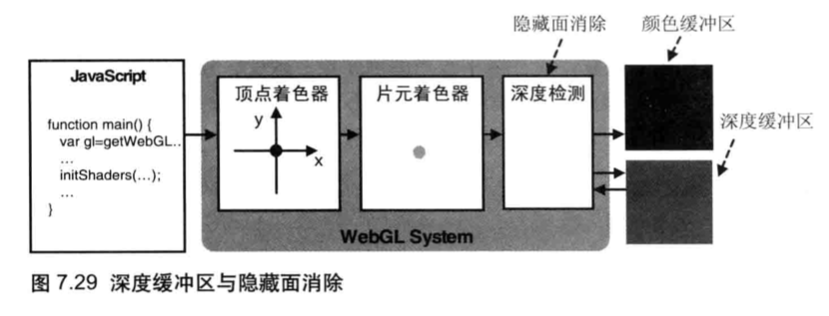 隐藏面消除
颜色缓冲区
JavaScript
顶点着色器
片元着色器
深度检测
深度缓冲区
function main() {
var gl=getWebGL..
...
initShaders(...);
...
}
y
x
WebGL System
图 7.29 深度缓冲区与隐藏面消除